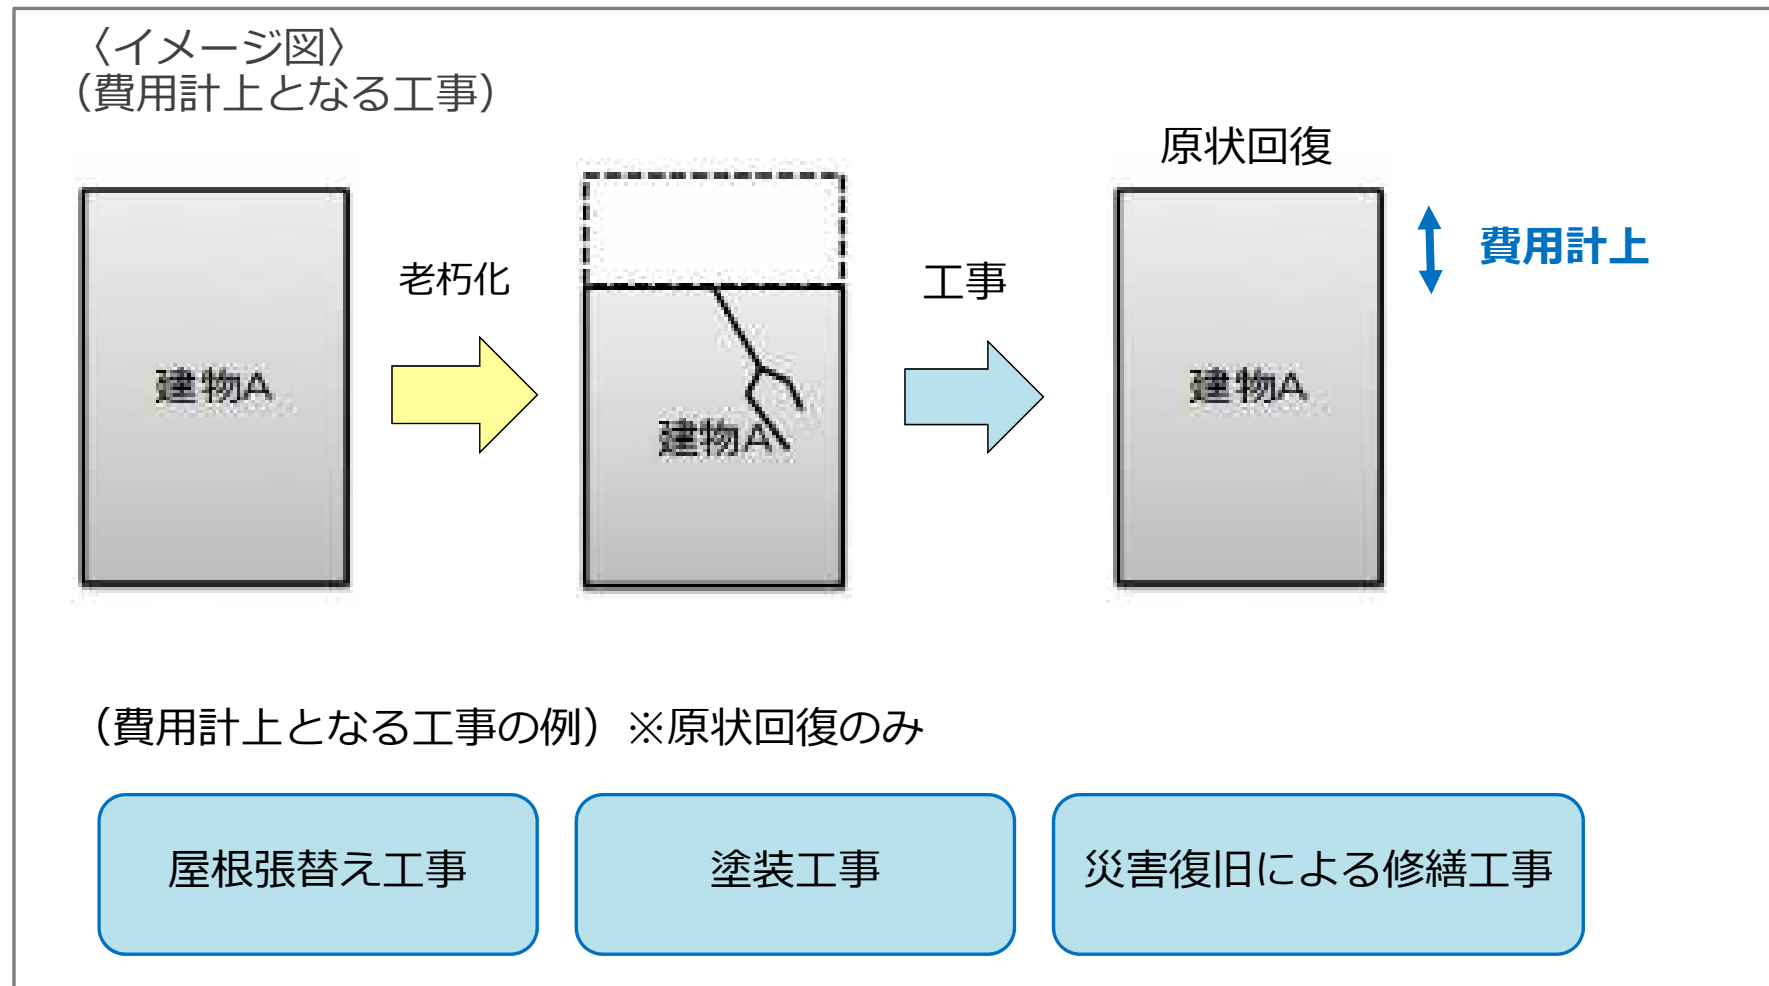 〈イメージ図〉
（費用計上となる工事）
原状回復
費用計上
老朽化
工事
建物A
建物A
建物A
（費用計上となる工事の例）※原状回復のみ
屋根張替え工事
塗装工事
災害復旧による修繕工事